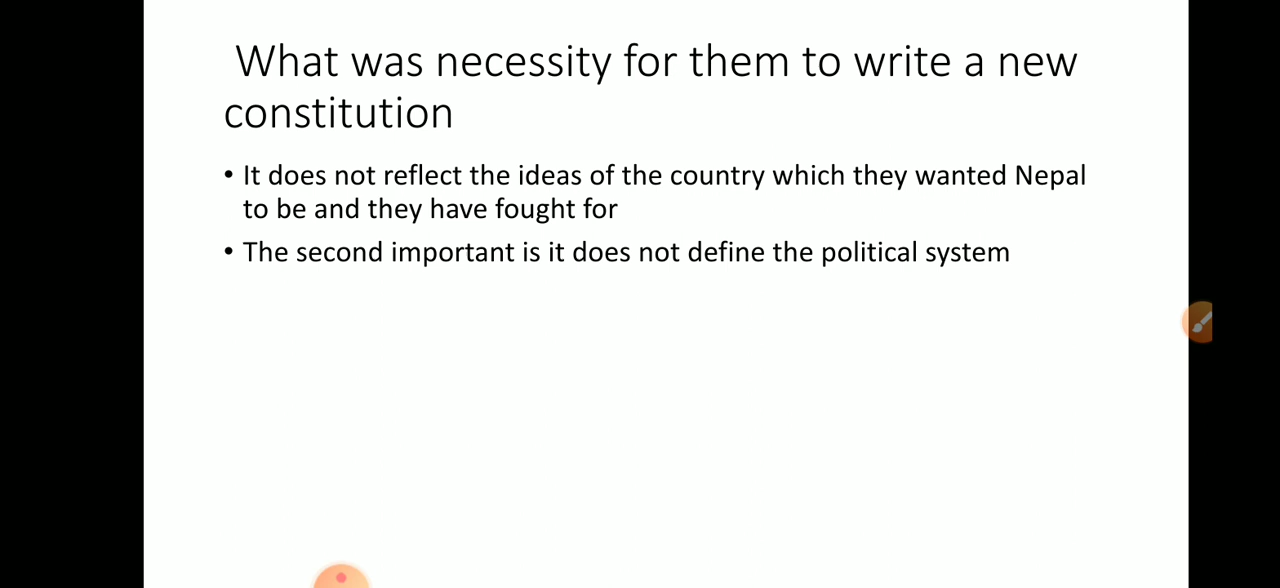 What was necessity for them to write a new
constitution
• It does not reflect the ideas of the country which they wanted Nepal
to be and they have fought for
• The second important is it does not define the political system